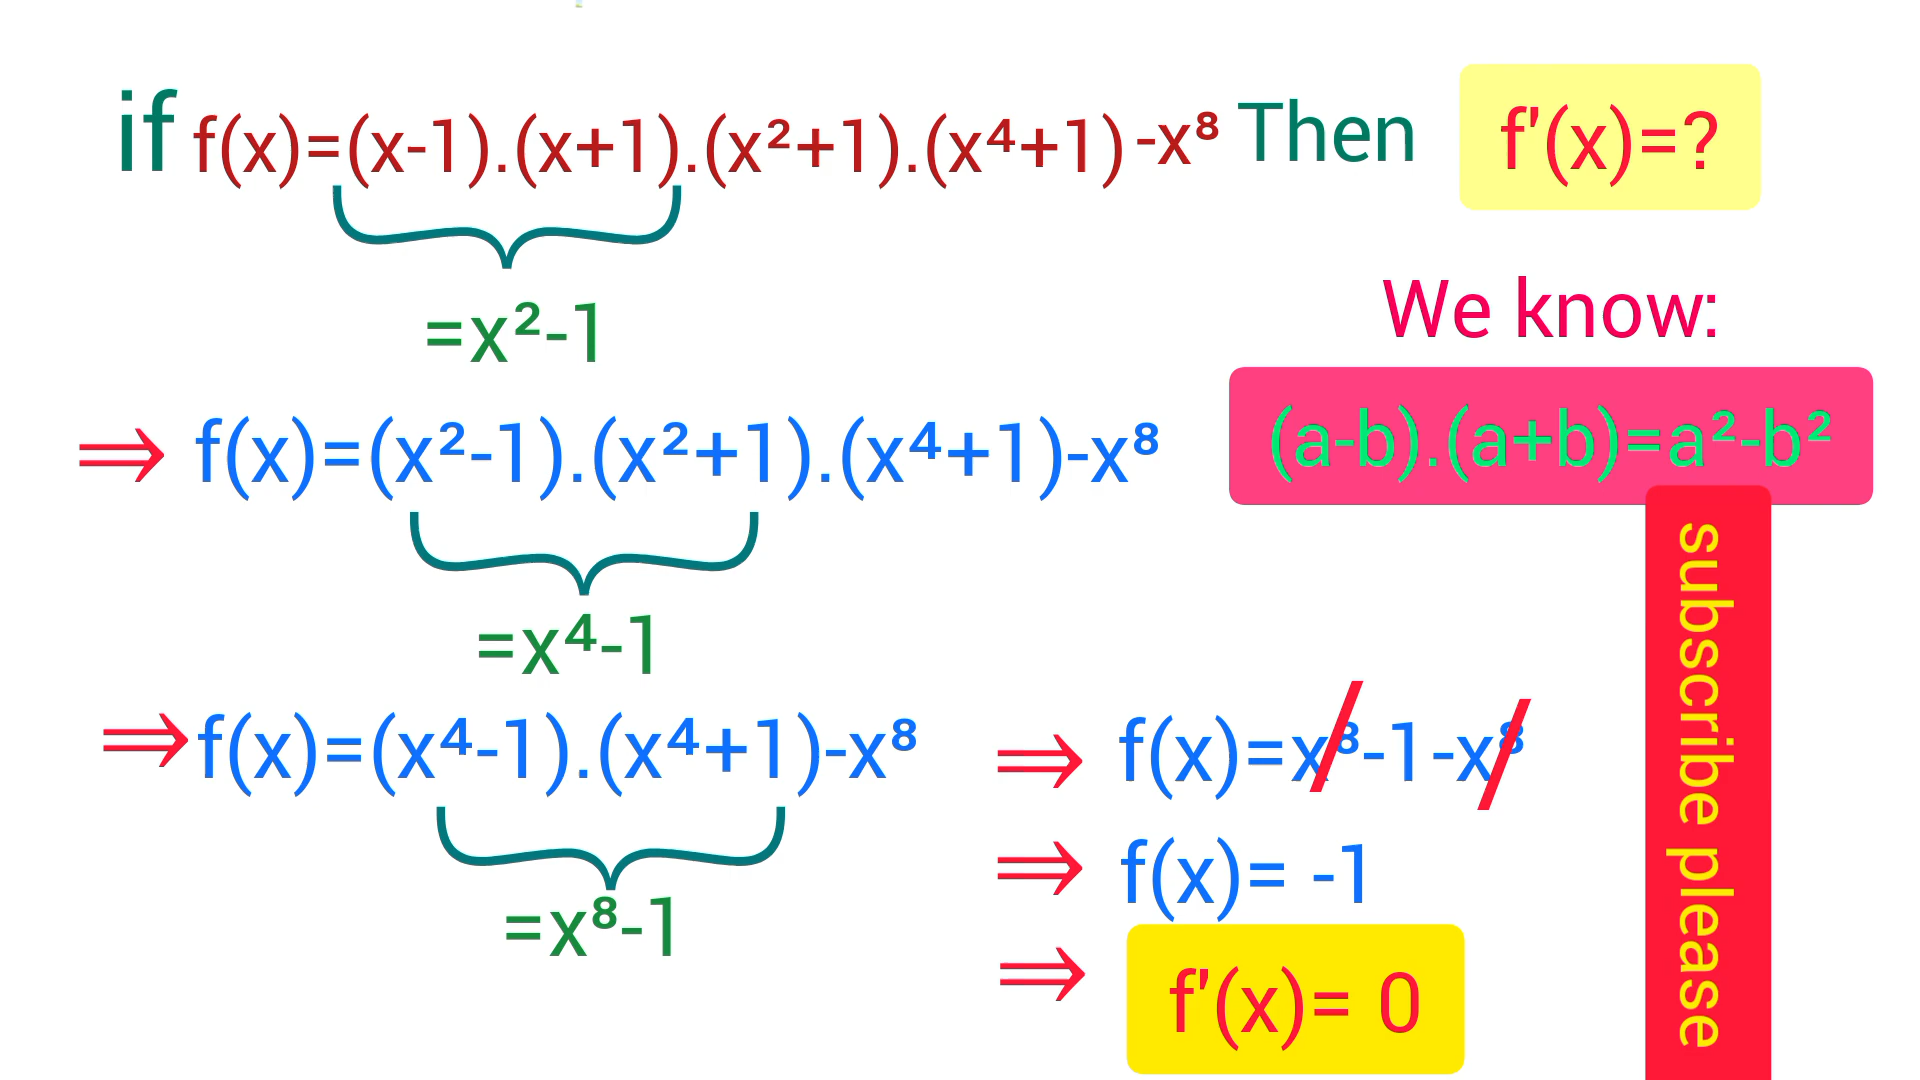 if f(x)=(x-1).(x+1).(x²+1).(x⁴+1)-x⁸ Then f'(x)=?
=x²-1
We know:
(a-b).(a+b)=a²-b²
⇒ f(x)=(x²-1).(x²+1).(x⁴+1)-x⁸
=x⁴-1
⇒ f(x)=(x⁴-1).(x⁴+1)-x⁸
=x⁸-1
⇒ f(x)=x⁸-1-x⁸
⇒ f(x)= -1
⇒ f'(x)= 0
subscribe please